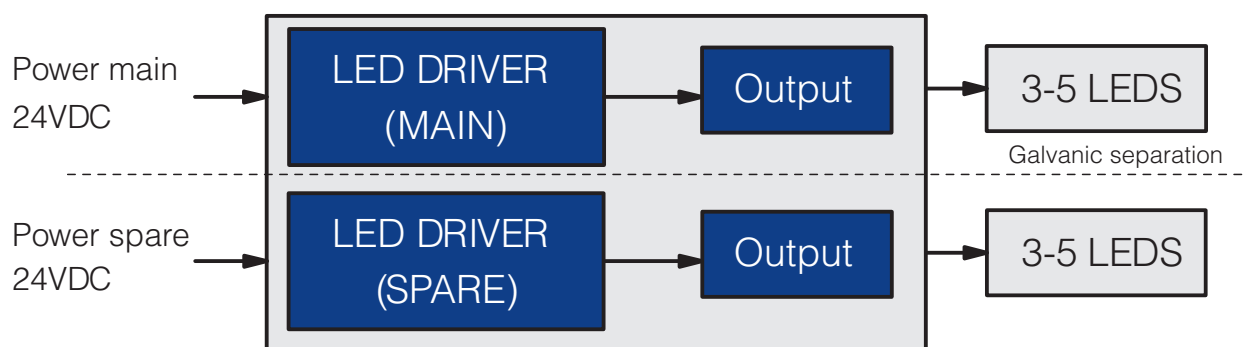 Power main
24VDC
LED DRIVER
(MAIN)
Output
3-5 LEDS
Galvanic separation
Power spare
24VDC
LED DRIVER
(SPARE)
Output
3-5 LEDS